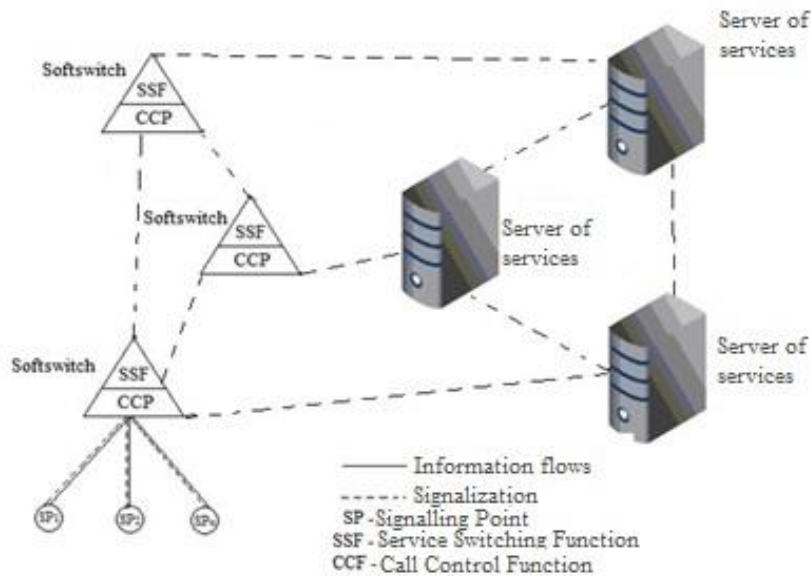 Server of
services
Softswitch
SSF
CCP
Softswitch
SSF
CCP
Server of
services
Softswitch
SSF
CCP
Server of
services
SP1
SP2
SPn
Information flows
Signalization
SP -Signalling Point
SSF - Service Switching Function
CCF - Call Control Function